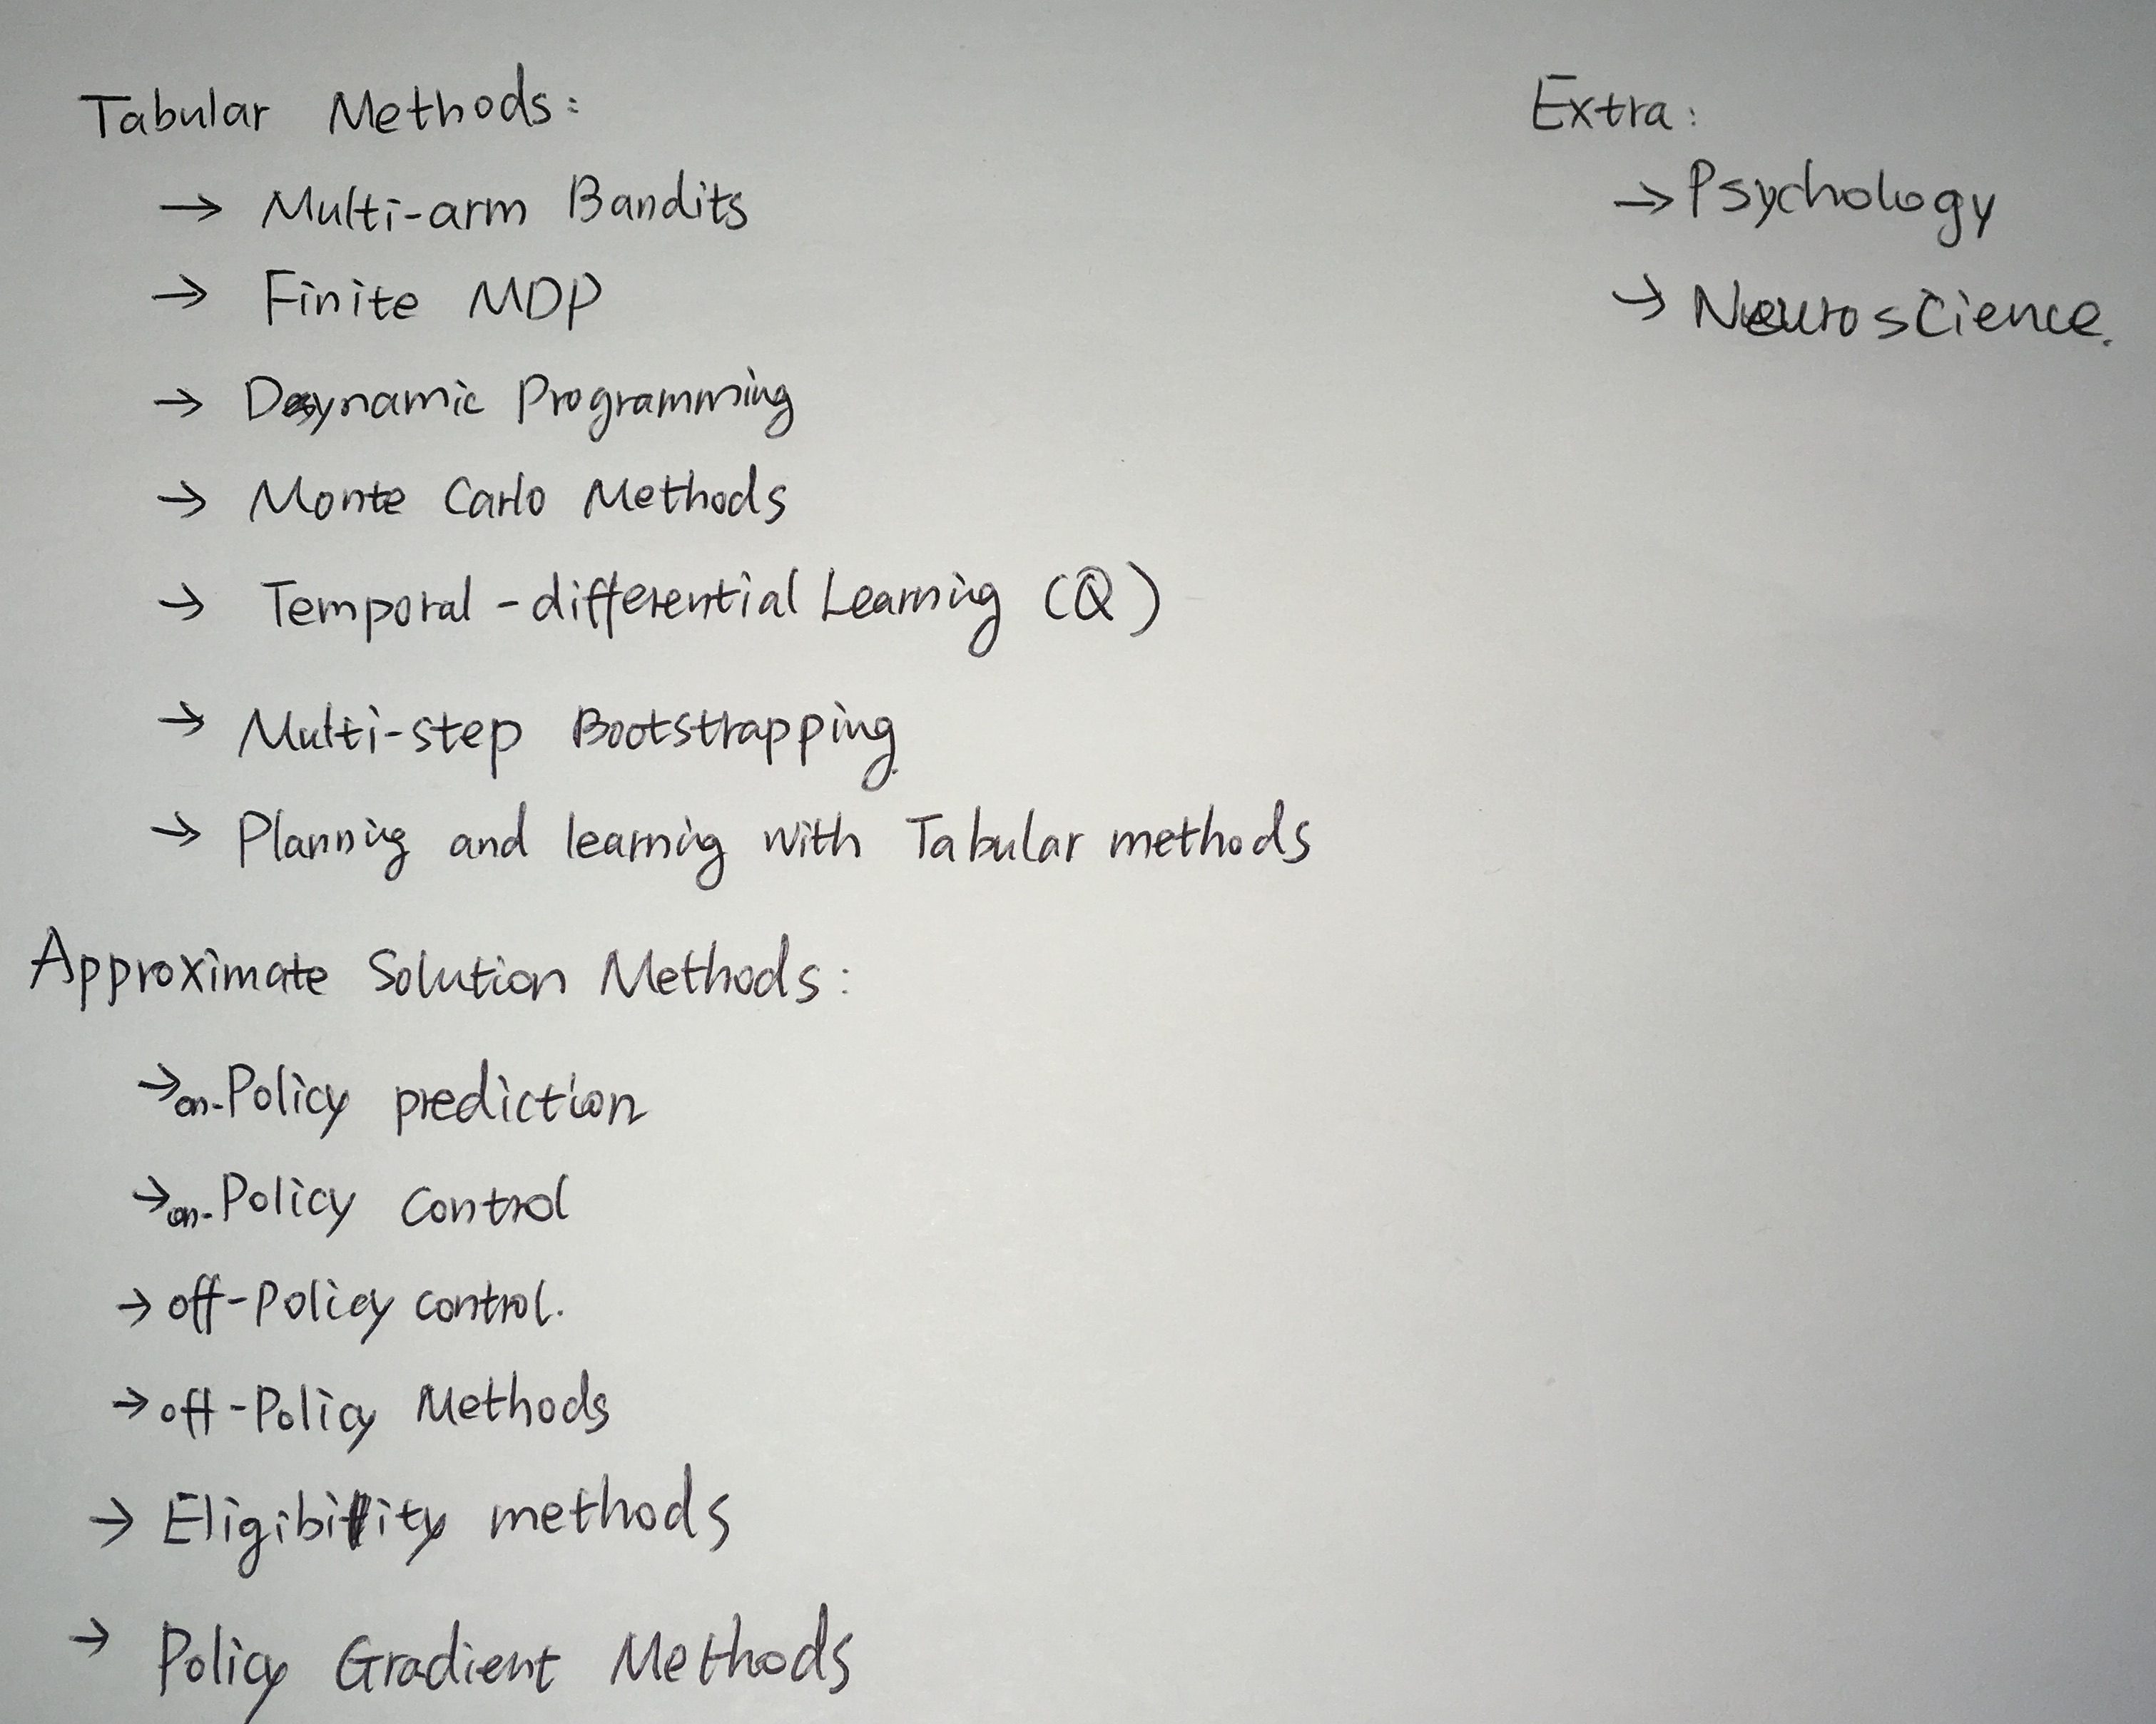 Tabular Methods:
→ Multi-arm Bandits
→ Finite MDP
→ Dynamic Programming
→ Monte Carlo Methods
→ Temporal-differential Learning (Q)
→ Multi-step Bootstrapping
→ Planning and learning with Tabular methods
Approximate Solution Methods:
→ on-Policy prediction
→ on-Policy Control
→ off-Policy control.
→ off-Policy Methods
→ Eligibility methods
→ Policy Gradient Methods
Extra:
→ Psychology
→ Neuroscience.